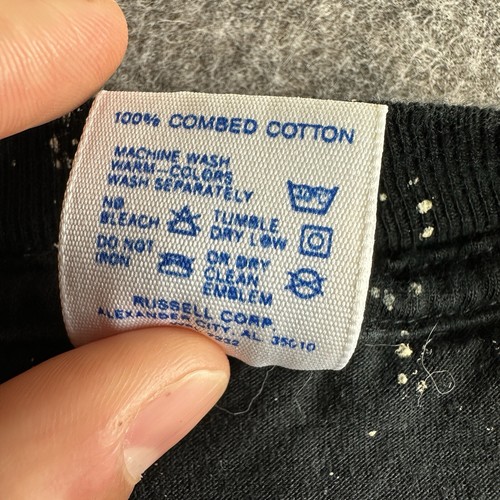 100% COMBED COTTON
MACHINE WASH
WARM-COLORS
WASH SEPARATELY
NO
BLEACH
TUMBLE
DRY LOW
DO NOT
IRON
OR DRY
CLEAN
EMBLEM
RUSSELL CORP.
ALEXANDER CITY, AL 35010